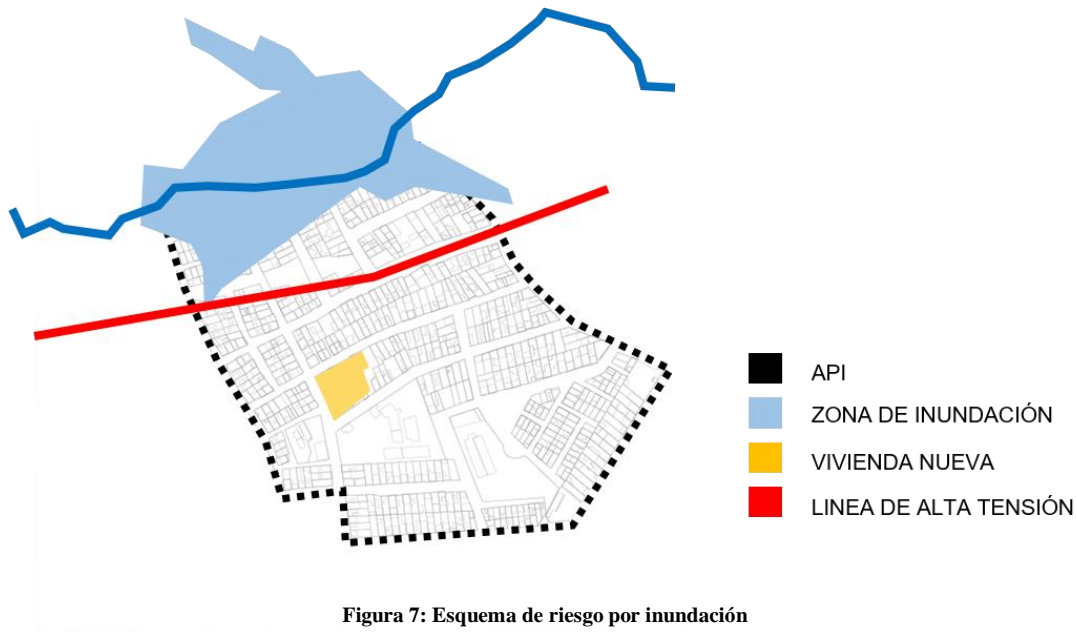 API
ZONA DE INUNDACIÓN
VIVIENDA NUEVA
LINEA DE ALTA TENSIÓN
Figura 7: Esquema de riesgo por inundación